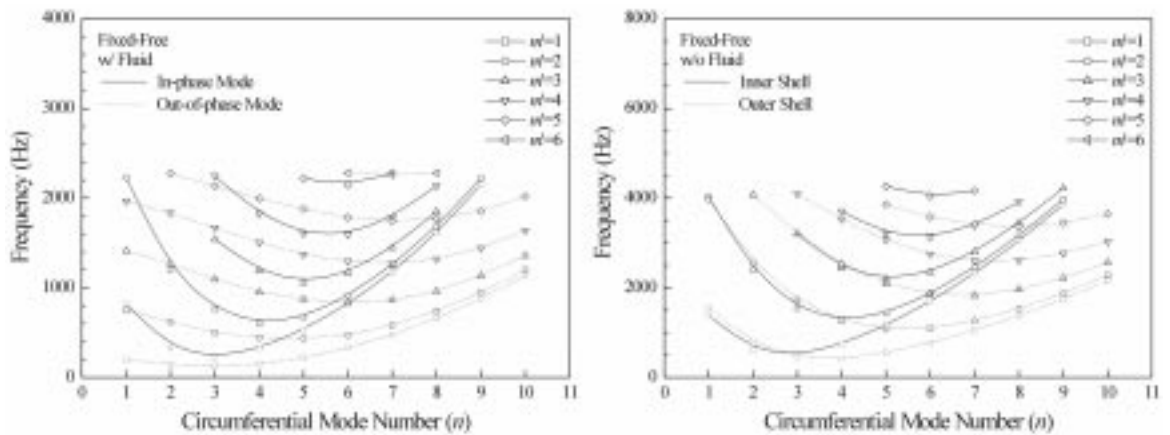 4000
3000
2000
1000
0
Frequency (Hz)
Fixed-Free
w/ Fluid
In-phase Mode
Out-of-phase Mode
m'=1
m'=2
m'=3
m'=4
m'=5
m'=6
0 1 2 3 4 5 6 7 8 9 10 11
Circumferential Mode Number (n)
8000
6000
4000
2000
0
Frequency (Hz)
Fixed-Free
w/o Fluid
Inner Shell
Outer Shell
m'=1
m'=2
m'=3
m'=4
m'=5
m'=6
0 1 2 3 4 5 6 7 8 9 10 11
Circumferential Mode Number (n)